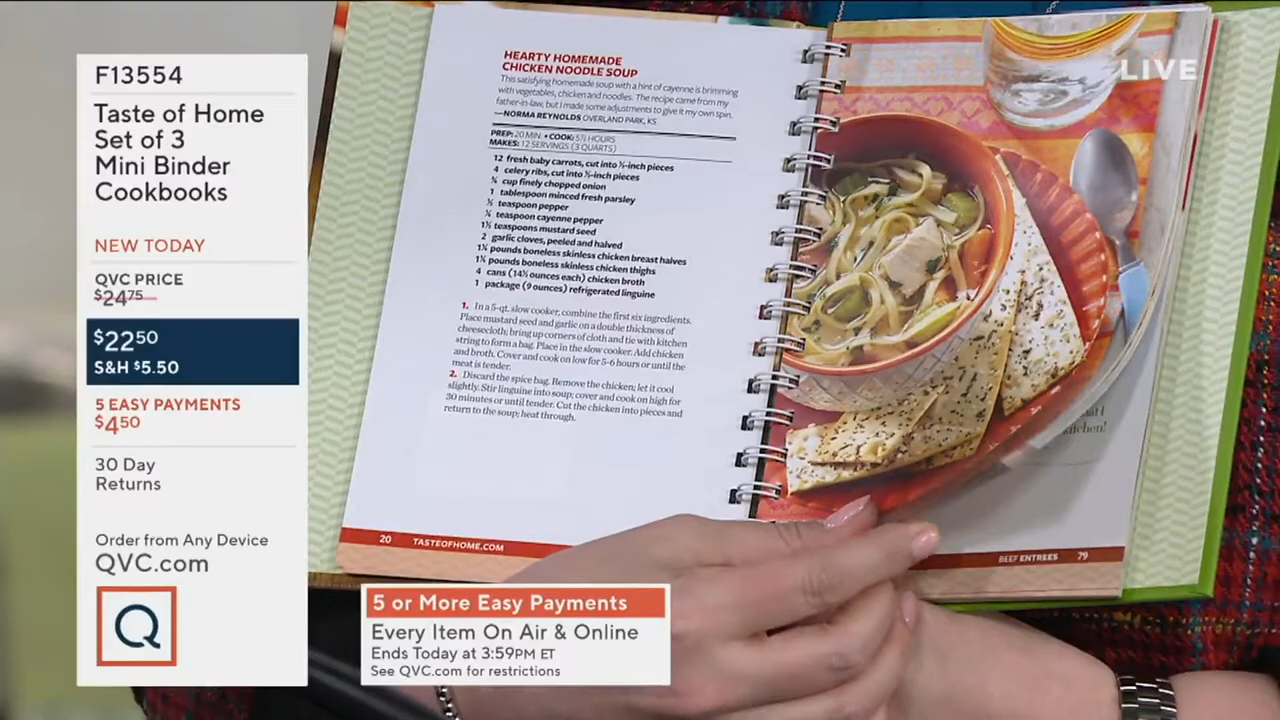 F13554
Taste of Home
Set of 3
Mini Binder
Cookbooks
NEW TODAY
QVC PRICE
$24.75
$22.50
S&H $5.50
5 EASY PAYMENTS
$4.50
30 Day
Returns
Order from Any Device
QVC.com
Q
5 or More Easy Payments
Every Item On Air & Online
Ends Today at 3:59PM ET
See QVC.com for restrictions
LIVE
HEARTY HOMEMADE
CHICKEN NOODLE SOUP
This satisfying homemade soup with a hint of cayenne is brimming
with vegetables, chicken and noodles. The recipe came from my
father-in-law, but I made some adjustments to give it my own spin.
—NORMA REYNOLDS OVERLAND PARK, KS
PREP: 20 MIN. • COOK: 5½ HOURS
MAKES: 12 SERVINGS (3 QUARTS)
12 fresh baby carrots, cut into ½-inch pieces
4 celery ribs, cut into ½-inch pieces
¾ cup finely chopped onion
1 tablespoon minced fresh parsley
½ teaspoon pepper
¼ teaspoon cayenne pepper
1½ teaspoons mustard seed
2 garlic cloves, peeled and halved
1¼ pounds boneless skinless chicken breast halves
1¼ pounds boneless skinless chicken thighs
4 cans (14½ ounces each) chicken broth
1 package (9 ounces) refrigerated linguine
1. In a 5-qt. slow cooker, combine the first six ingredients.
Place mustard seed and garlic on a double thickness of
cheesecloth; bring up corners of cloth and tie with kitchen
string to form a bag. Place in the slow cooker. Add chicken
and broth. Cover and cook on low for 5-6 hours or until the
meat is tender.
2. Discard the spice bag. Remove the chicken; let it cool
slightly. Stir linguine into soup; cover and cook on high for
30 minutes or until tender. Cut the chicken into pieces and
return to the soup; heat through.
20 TASTEOFHOME.COM
kitchen!
BEEF ENTREES 79